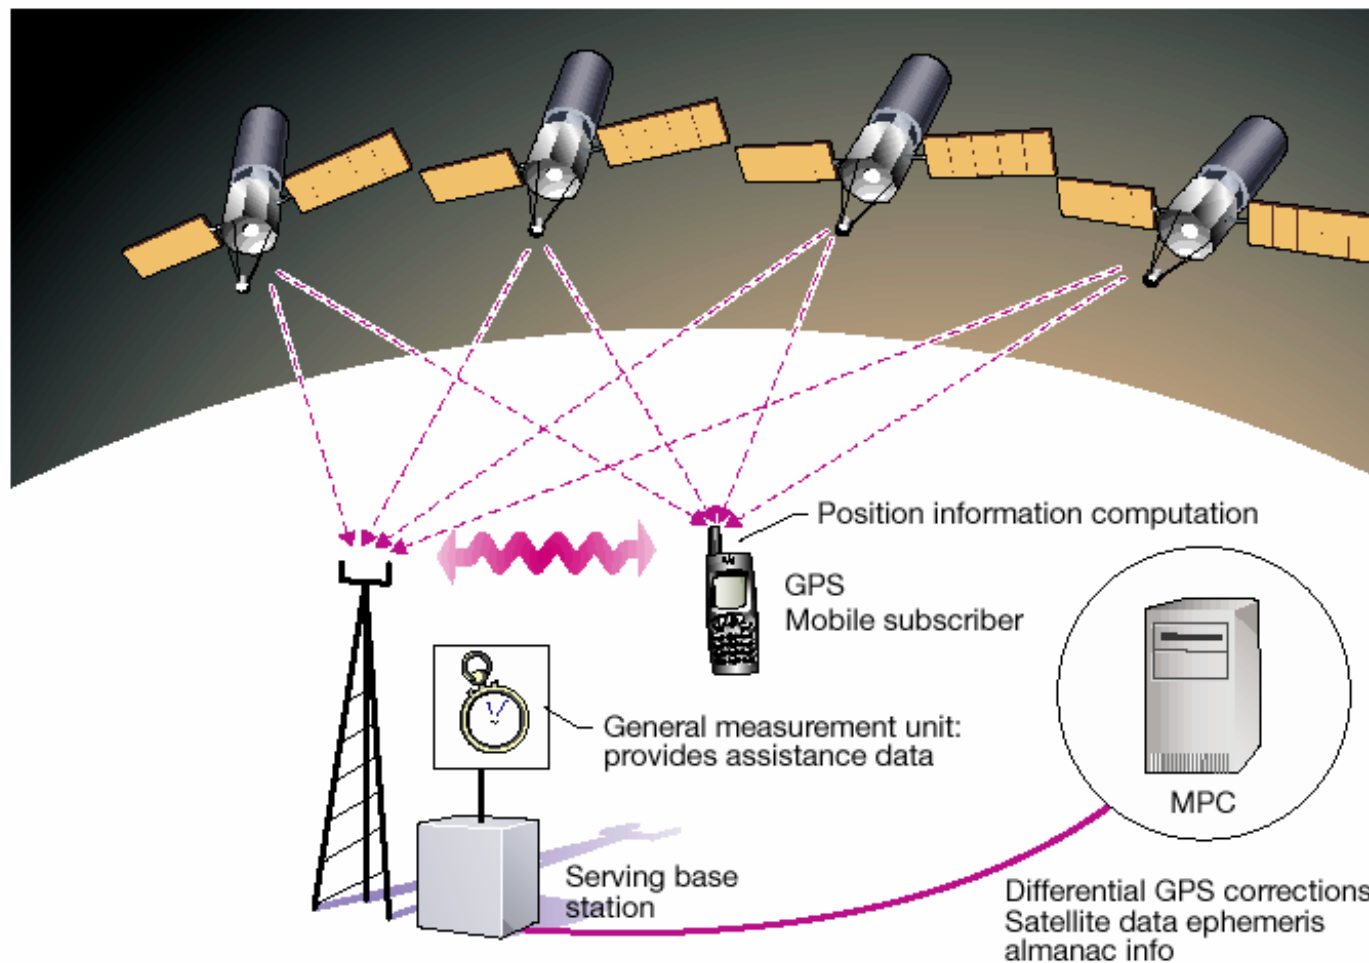 Position information computation
GPS
Mobile subscriber
General measurement unit:
provides assistance data
MPC
Serving base
station
Differential GPS corrections
Satellite data ephemeris
almanac info